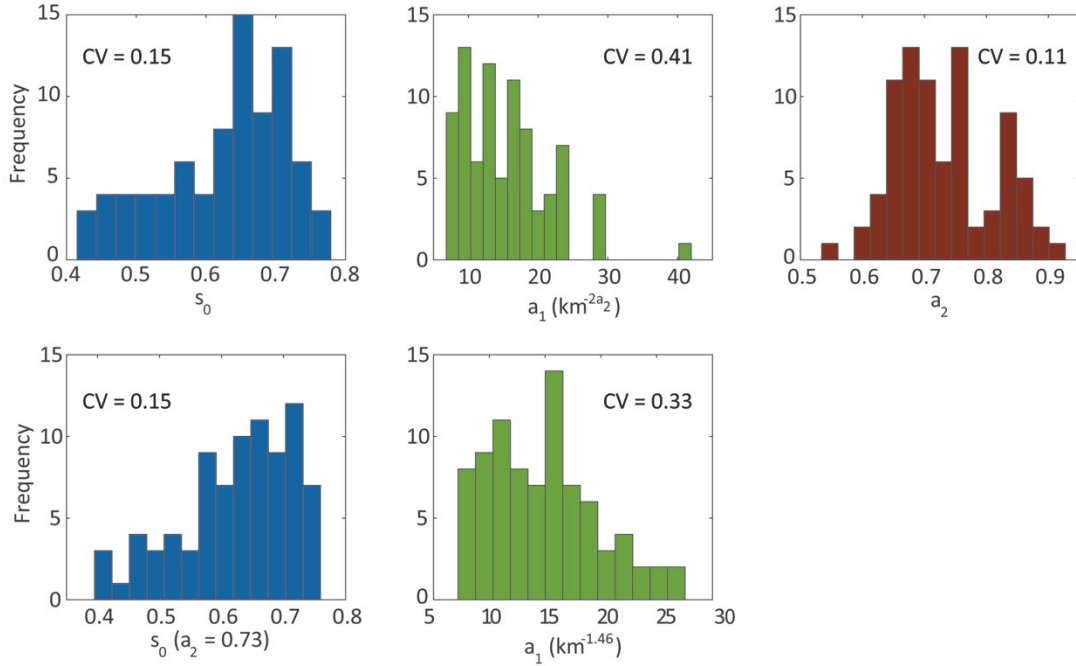 15
10
5
0
Frequency
CV = 0.15
0.4 0.5 0.6 0.7 0.8
s₀
15
10
5
0
CV = 0.41
10 20 30 40
a₁ (km⁻²ᵃ₂)
15
10
5
0
CV = 0.11
0.5 0.6 0.7 0.8 0.9
a₂
15
10
5
0
Frequency
CV = 0.15
0.4 0.5 0.6 0.7 0.8
s₀ (a₂ = 0.73)
15
10
5
0
CV = 0.33
5 10 15 20 25 30
a₁ (km⁻¹·⁴⁶)